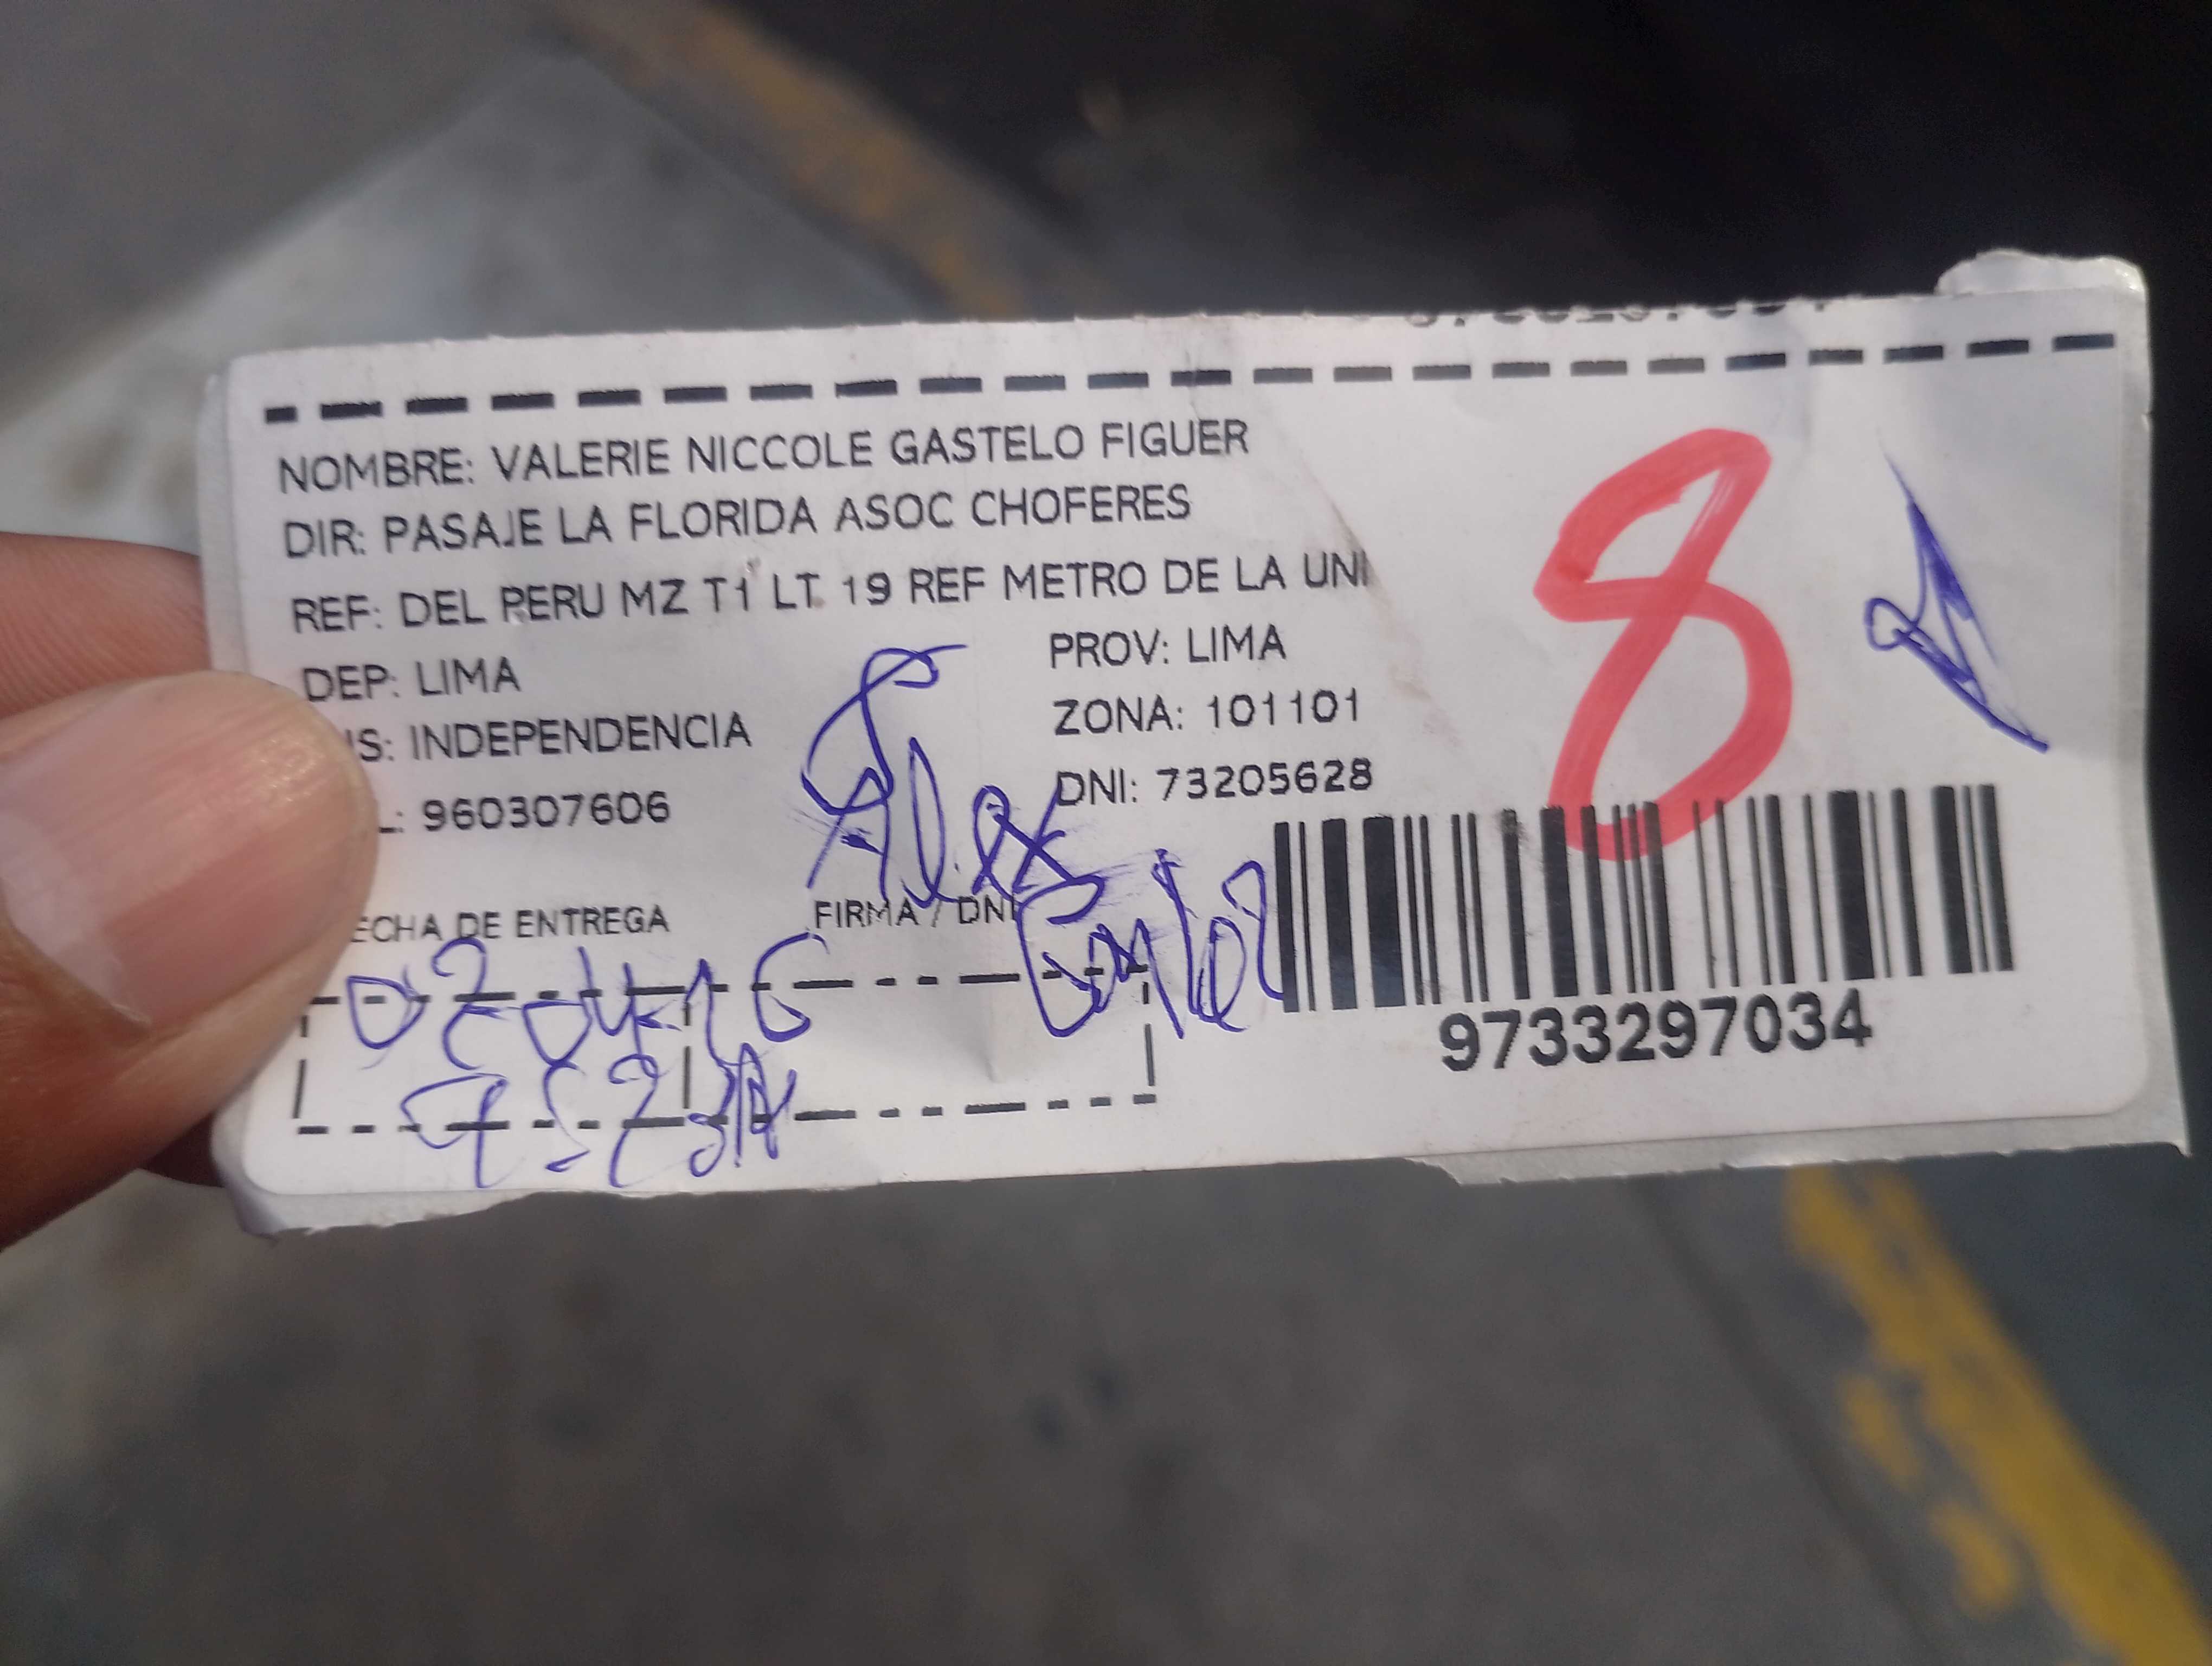 NOMBRE: VALERIE NICCOLE GASTELO FIGUER
DIR: PASAJE LA FLORIDA ASOC CHOFERES
REF: DEL PERU MZ T1 LT 19 REF METRO DE LA UNI
DEP: LIMA
PROV: LIMA
IS: INDEPENDENCIA
ZONA: 101101
L: 960307606
DNI: 73205628
8
Alex
ECHA DE ENTREGA
FIRMA / DNI
9733297034